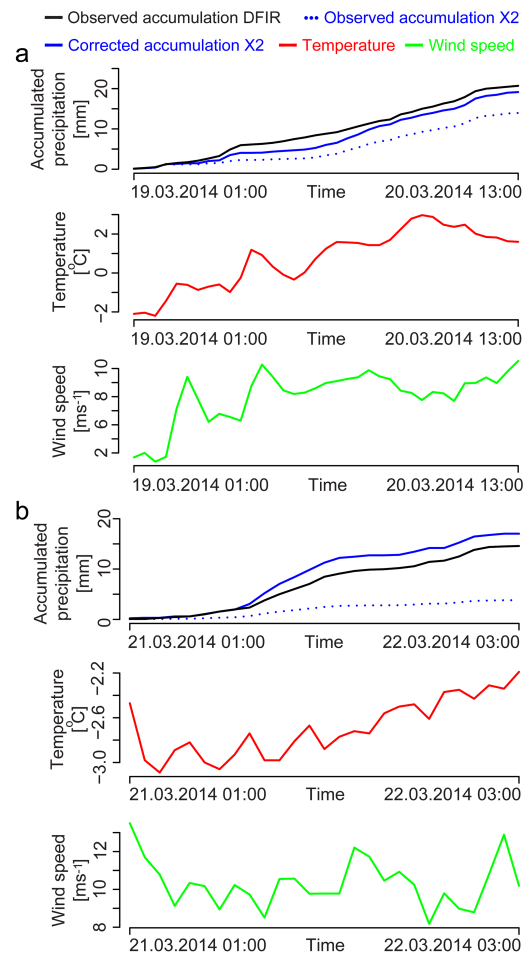 Observed accumulation DFIR
Observed accumulation X2
Corrected accumulation X2
Temperature
Wind speed
a
Accumulated
precipitation
[mm]
0
10
20
19.03.2014 01:00
Time
20.03.2014 13:00
Temperature
[°C]
−2
0
2
19.03.2014 01:00
Time
20.03.2014 13:00
Wind speed
[ms-1]
2
6
10
19.03.2014 01:00
Time
20.03.2014 13:00
b
Accumulated
precipitation
[mm]
0
10
20
21.03.2014 01:00
Time
22.03.2014 03:00
Temperature
[°C]
−3.0
−2.6
−2.2
21.03.2014 01:00
Time
22.03.2014 03:00
Wind speed
[ms-1]
8
10
12
21.03.2014 01:00
Time
22.03.2014 03:00